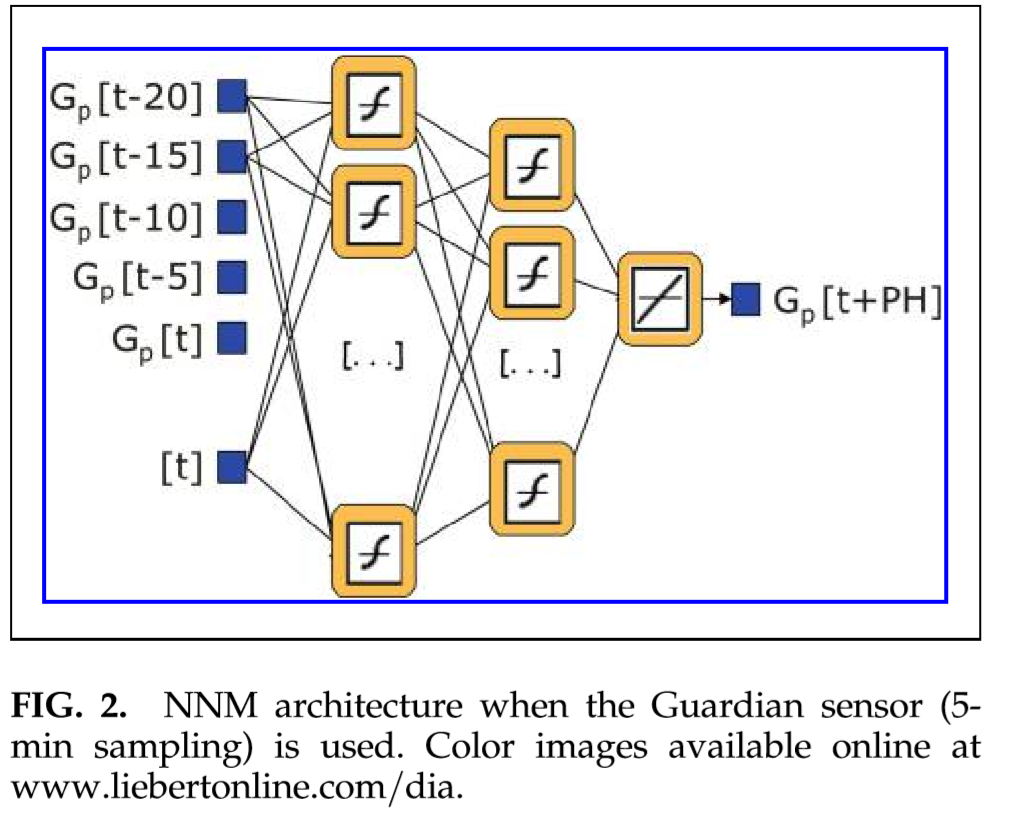 Gp[t-20]
Gp[t-15]
Gp[t-10]
Gp[t-5]
Gp[t]
[t]
[...]
[...]
Gp[t+PH]
FIG. 2. NNM architecture when the Guardian sensor (5-
min sampling) is used. Color images available online at
www.liebertonline.com/dia.